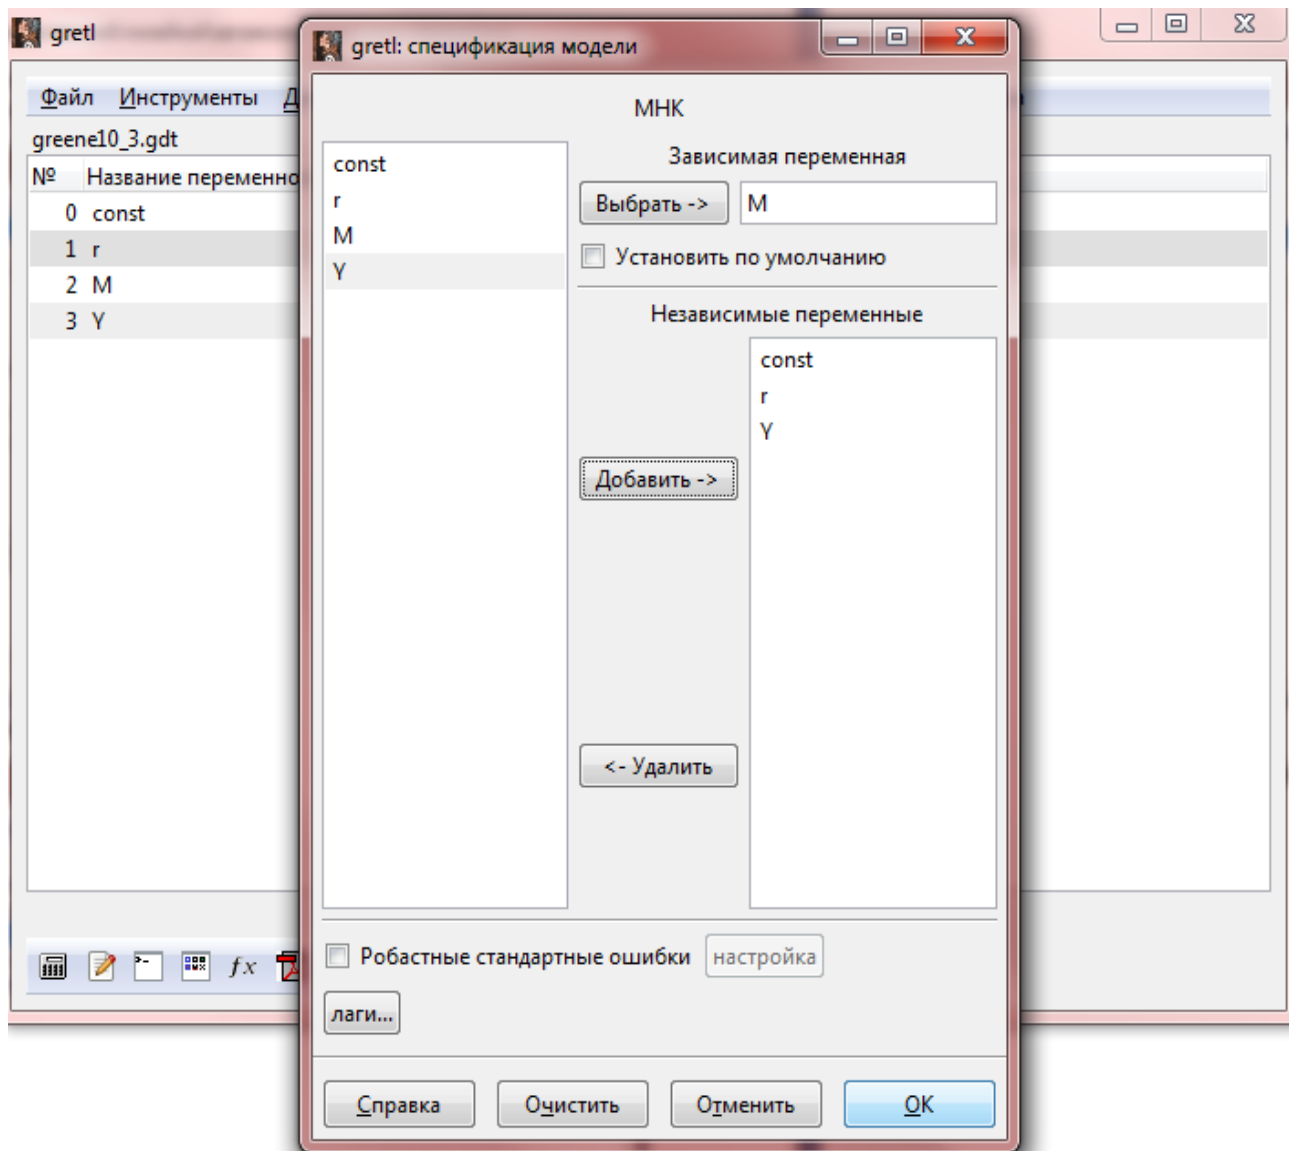 gretl
gretl: спецификация модели
Файл Инструменты Д
greene10_3.gdt
№ Название переменно
0 const
1 r
2 M
3 Y
МНК
const
r
M
Y
Зависимая переменная
Выбрать -> M
Установить по умолчанию
Независимые переменные
const
r
Y
Добавить ->
<- Удалить
Робастные стандартные ошибки настройка
лаги...
fx
Справка Очистить Отменить OK